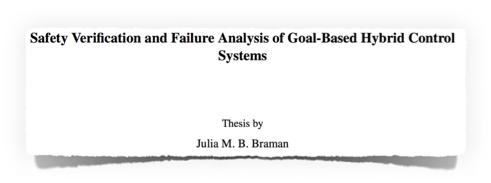 Safety Verification and Failure Analysis of Goal-Based Hybrid Control
Systems
Thesis by
Julia M. B. Braman